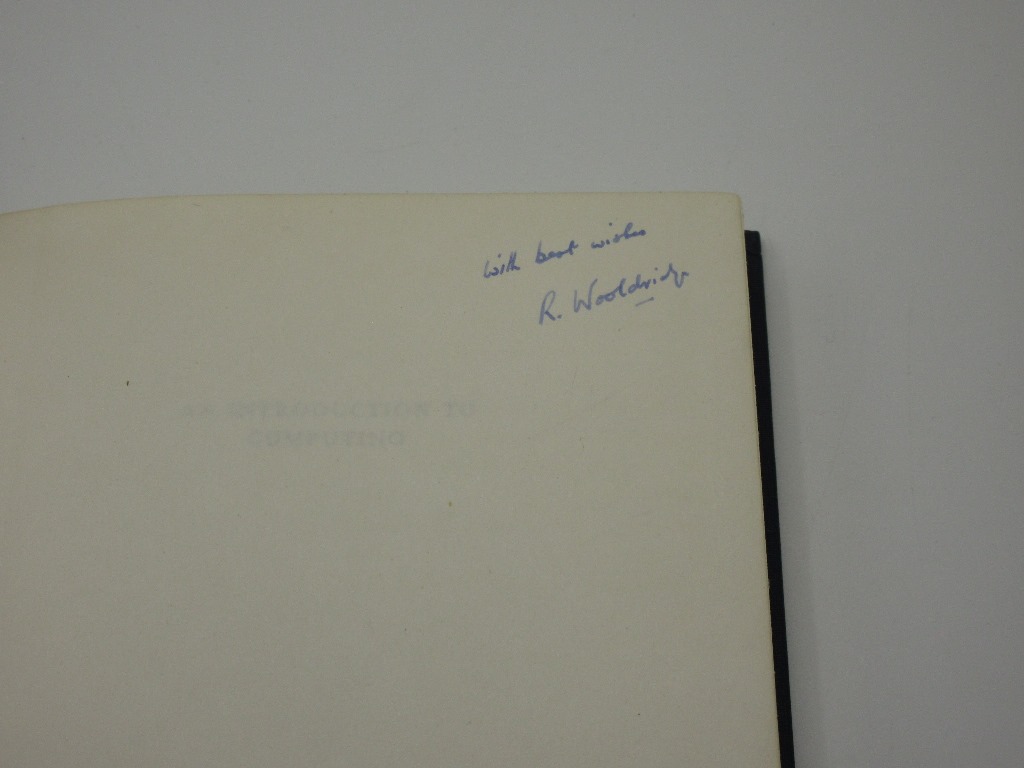 with best wishes
R. Wooldridge
AN INTRODUCTION TO
COMPUTING